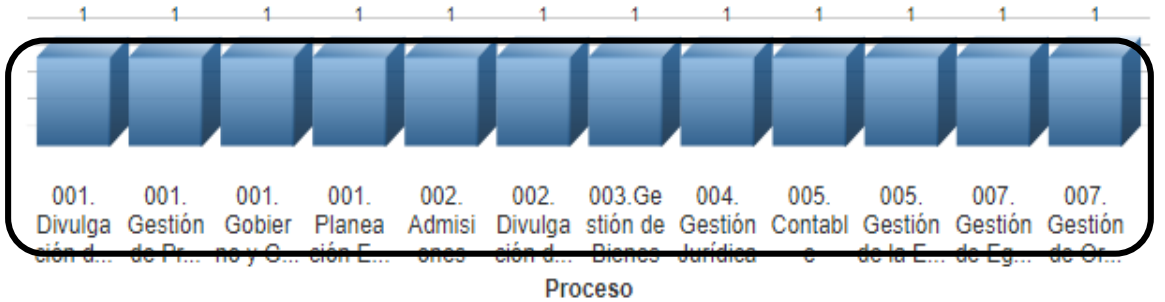 1 1 1 1 1 1 1 1 1 1 1 1
001. 001. 001. 001. 002. 002. 003.Ge 004. 005. 005. 007. 007.
Divulga Gestión Gobier Planea Admisi Divulga stión de Gestión Contabl Gestión Gestión Gestión
ción d... de Pr... no y G... ción E... ones ción d... Bienes Jurídica e de la E... de Eg... de Or...
Proceso